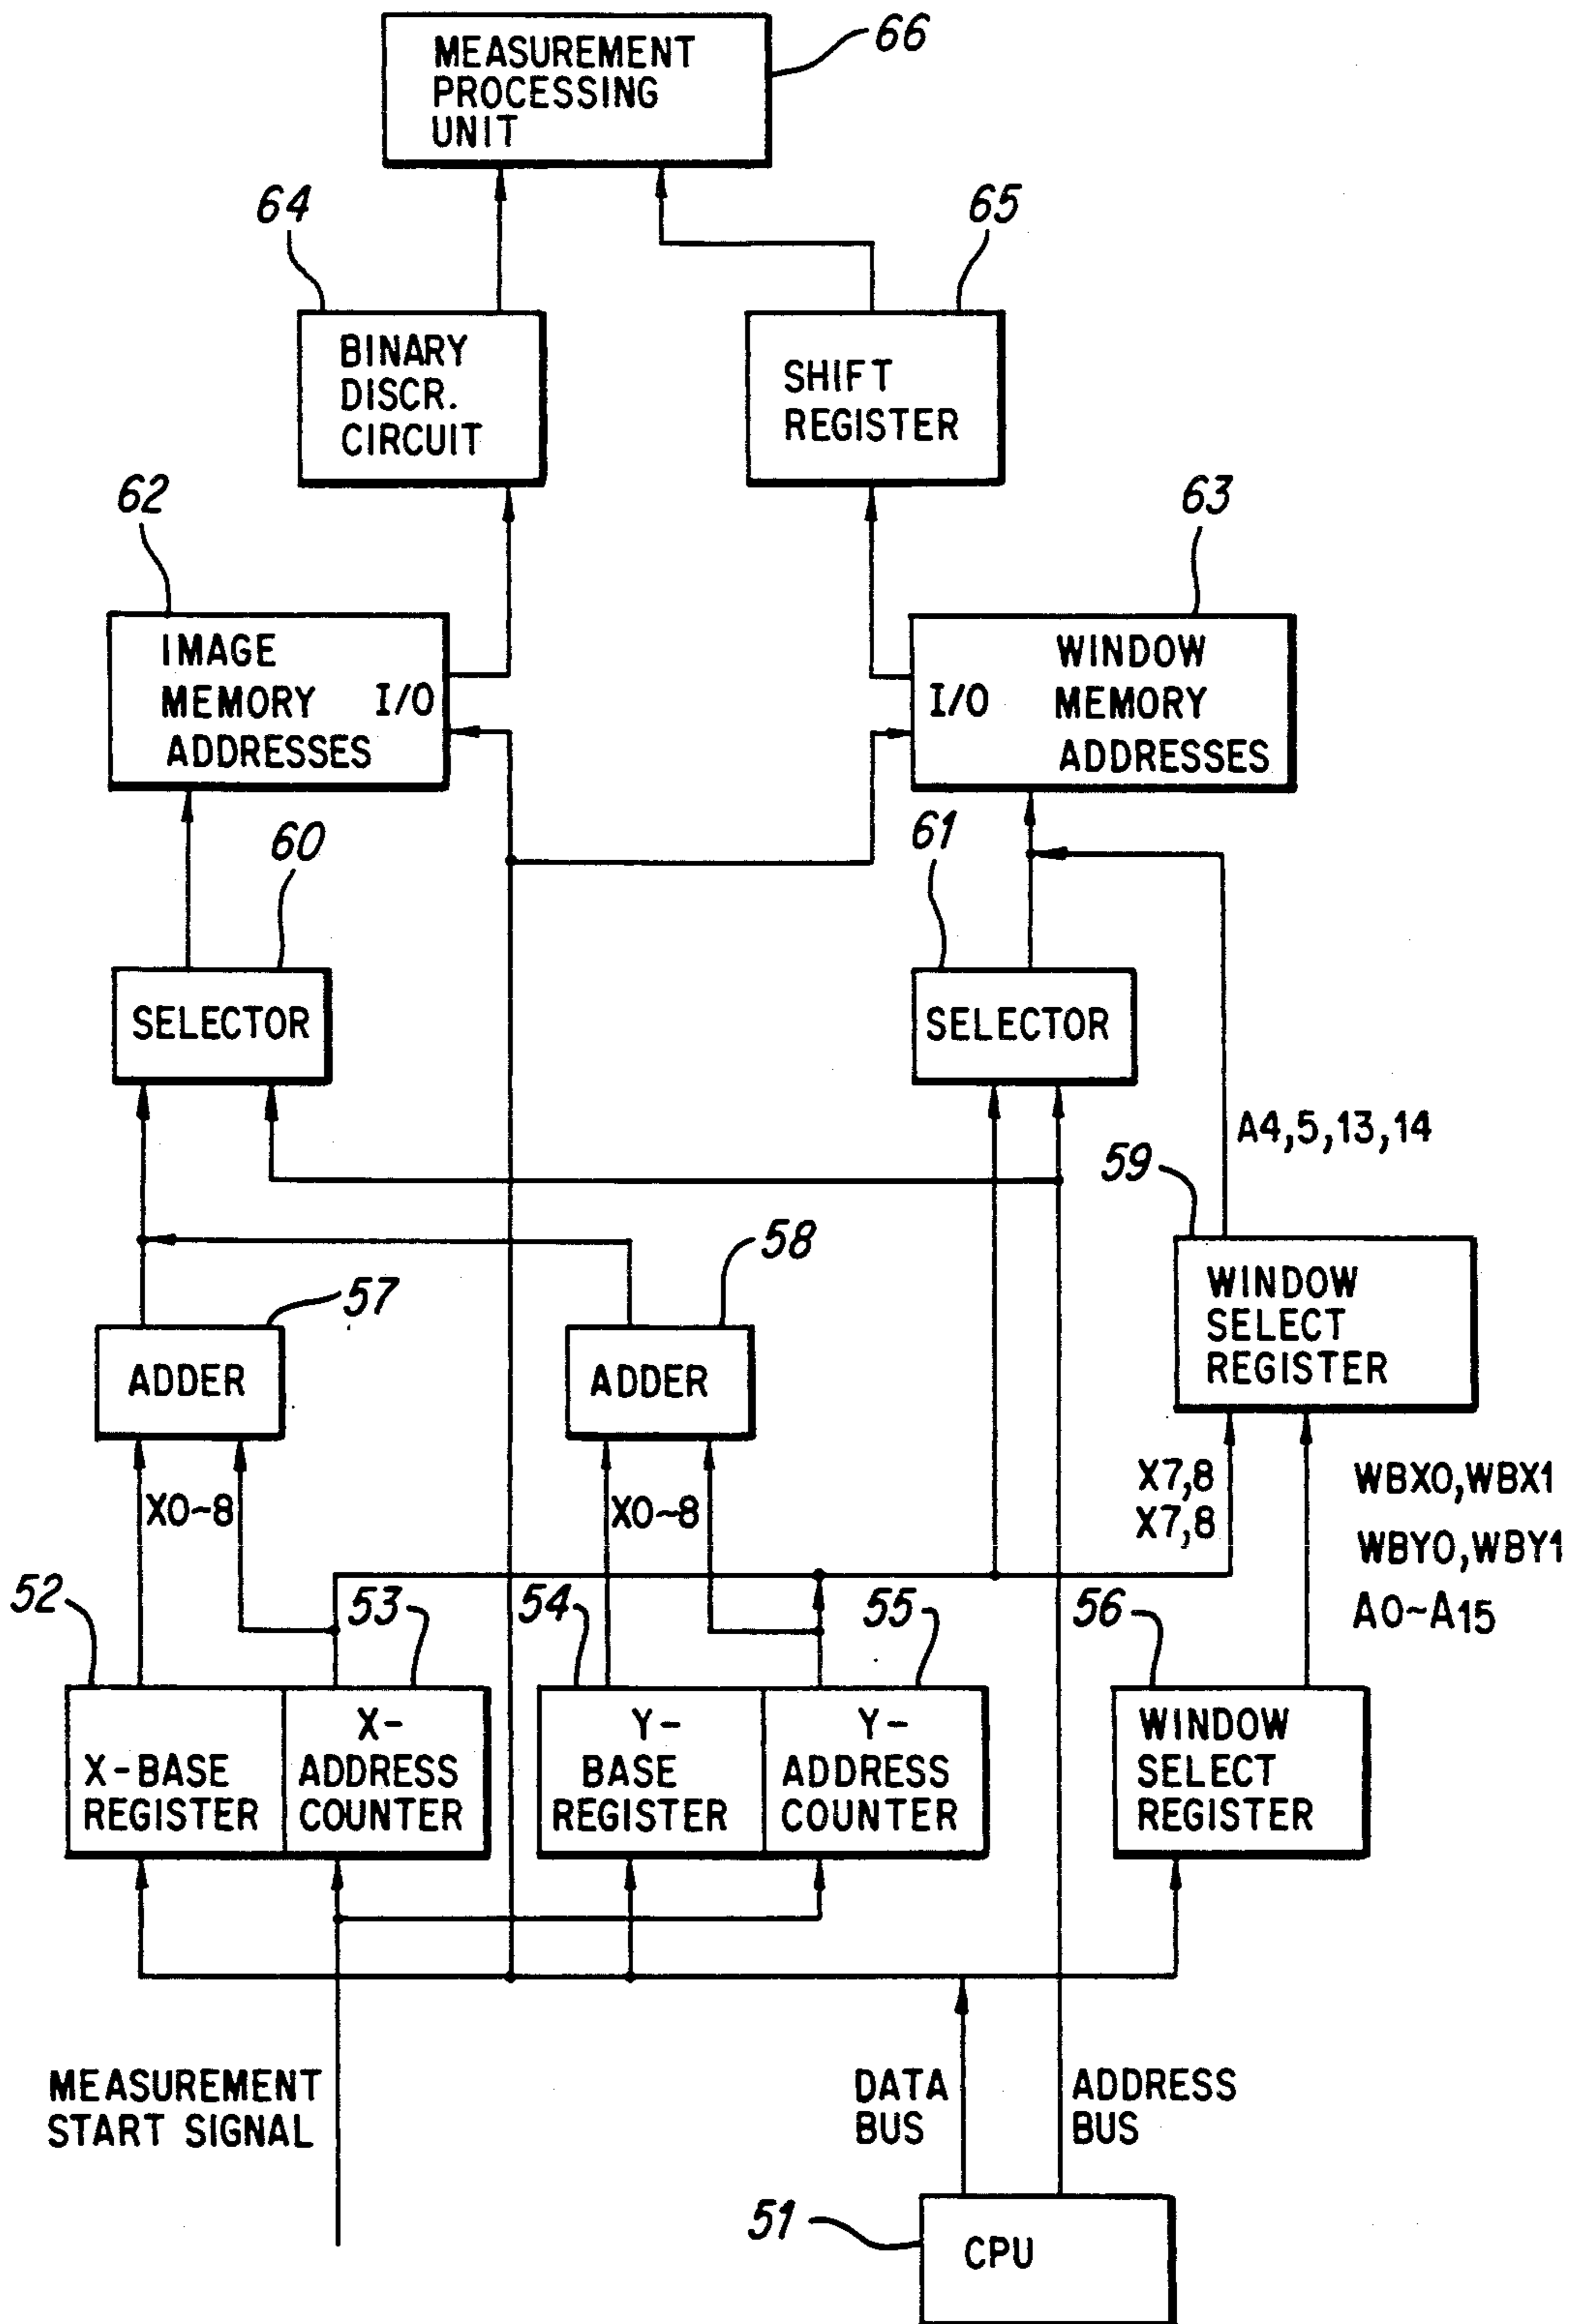 MEASUREMENT
PROCESSING
UNIT
66
64
65
BINARY
DISCR.
CIRCUIT
SHIFT
REGISTER
62
63
IMAGE
MEMORY I/O
ADDRESSES
WINDOW
I/O MEMORY
ADDRESSES
60
61
SELECTOR
SELECTOR
A4,5,13,14
59
58
57
WINDOW
SELECT
REGISTER
ADDER
ADDER
X0~8
X0~8
X7,8
X7,8
WBX0,WBX1
WBY0,WBY1
A0~A15
52
53
54
55
56
X-BASE
REGISTER
X-
ADDRESS
COUNTER
Y-
BASE
REGISTER
Y-
ADDRESS
COUNTER
WINDOW
SELECT
REGISTER
MEASUREMENT
START SIGNAL
DATA
BUS
ADDRESS
BUS
51
CPU